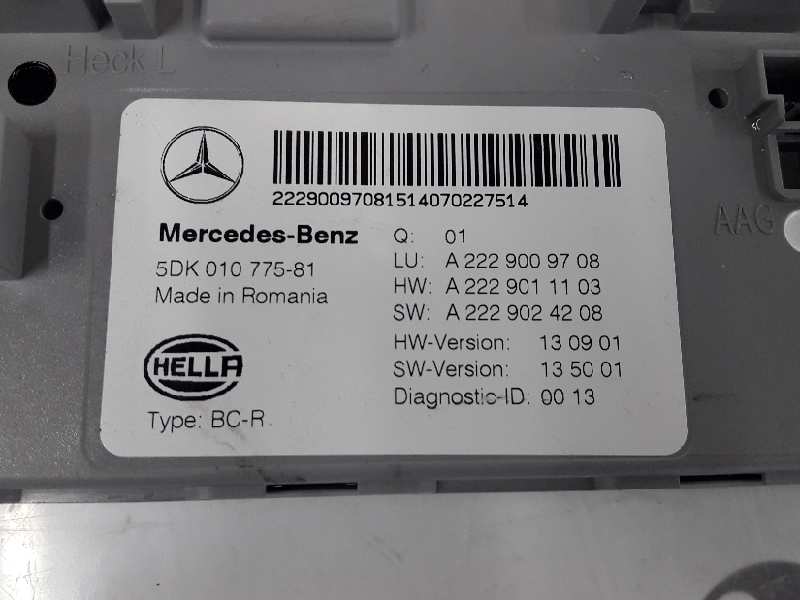 Heck L
222900970815140702​27514
Mercedes-Benz
5DK 010 775-81
Made in Romania
HELLA
Type: BC-R
Q: 01
LU: A 222 900 97 08
HW: A 222 901 11 03
SW: A 222 902 42 08
HW-Version: 13 09 01
SW-Version: 13 50 01
Diagnostic-ID: 00 13
AAG